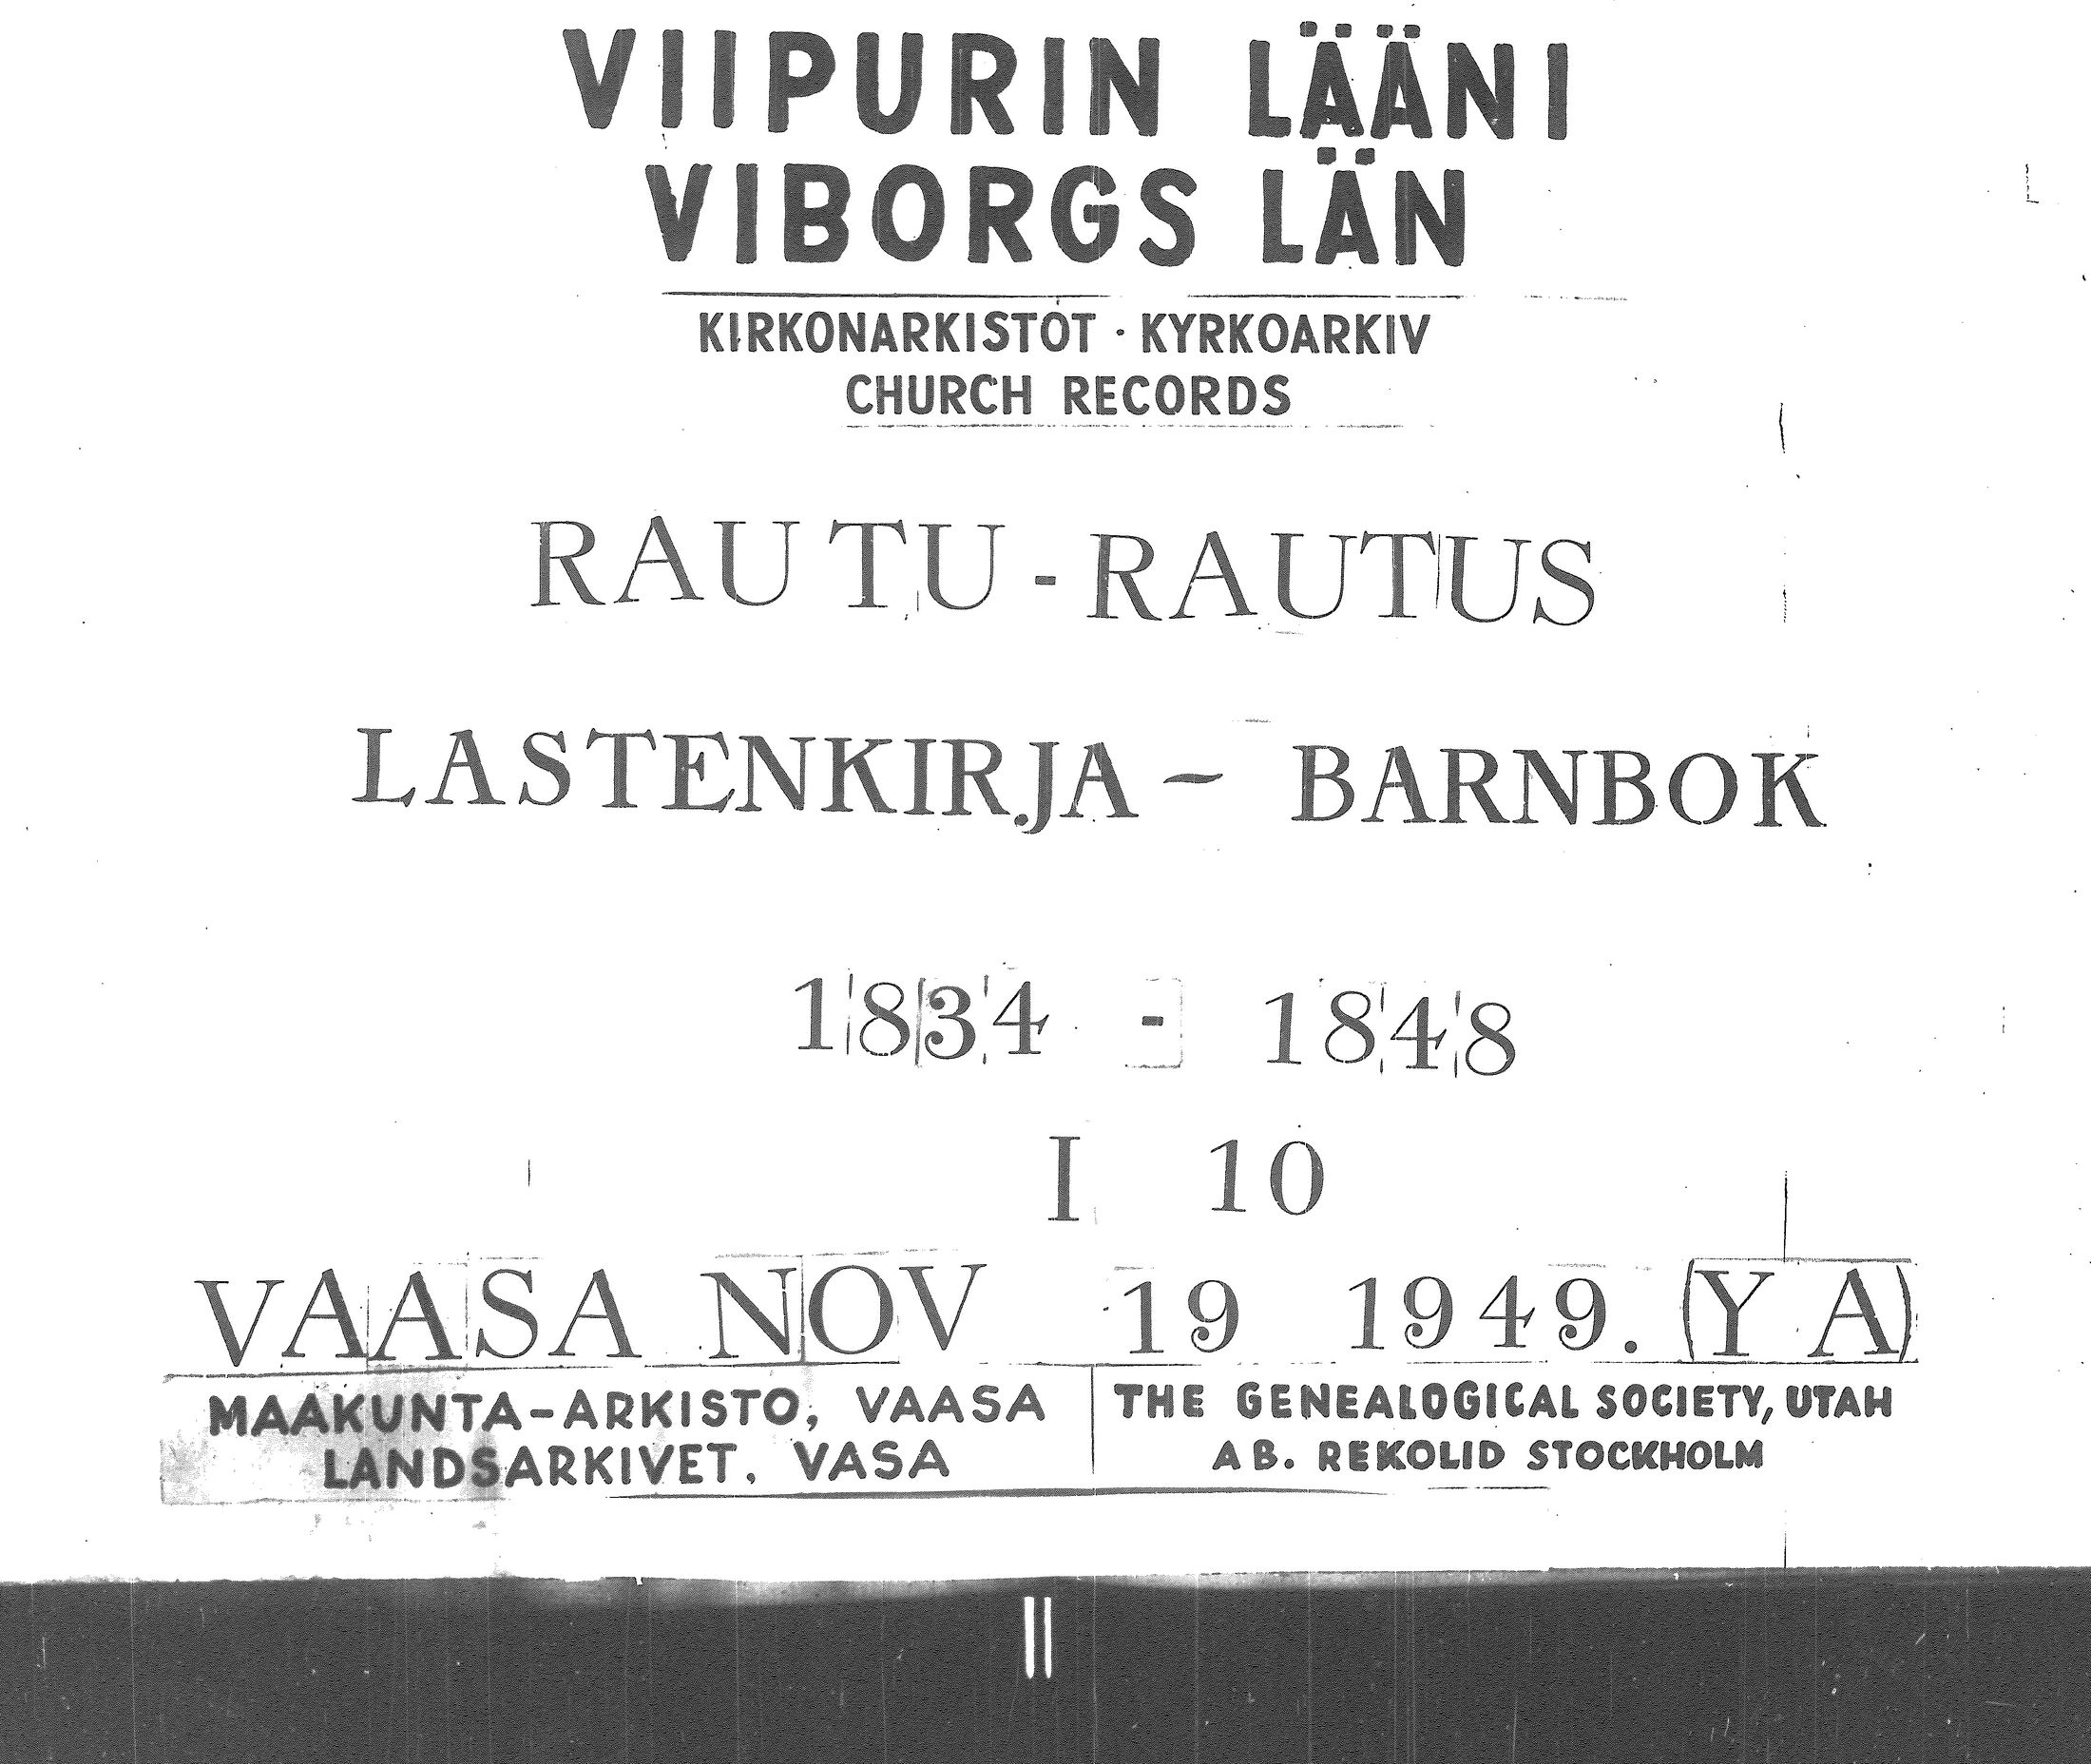 VIIPURIN LÄÄNI
VIBORGS LÄN
KIRKONARKISTOT · KYRKOARKIV
CHURCH RECORDS
RAUTU - RAUTUS
LASTENKIRJA - BARNBOK
1834 - 1848
I 10
VAASA NOV 19 1949. (Y A)
MAAKUNTA-ARKISTO, VAASA
LANDSARKIVET, VASA
THE GENEALOGICAL SOCIETY, UTAH
AB. REKOLID STOCKHOLM